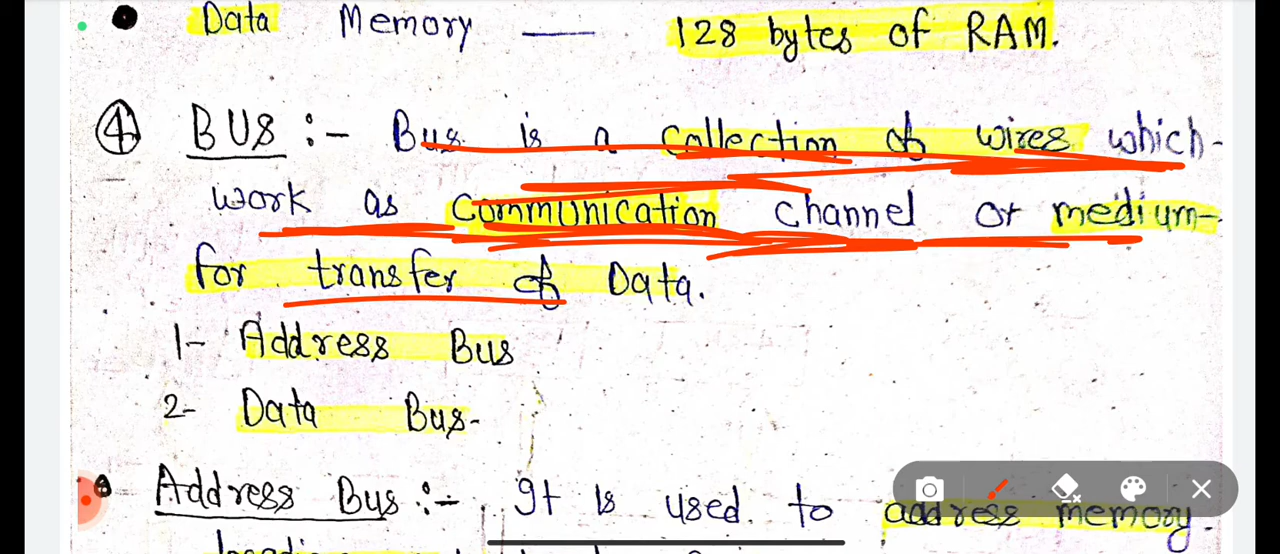 Data Memory — 128 bytes of RAM.
④ BUS :- Bus is a collection of wires which-
work as communication channel or medium-
for transfer of Data.
1- Address Bus
2- Data Bus-
Address Bus :- It is used to address memory